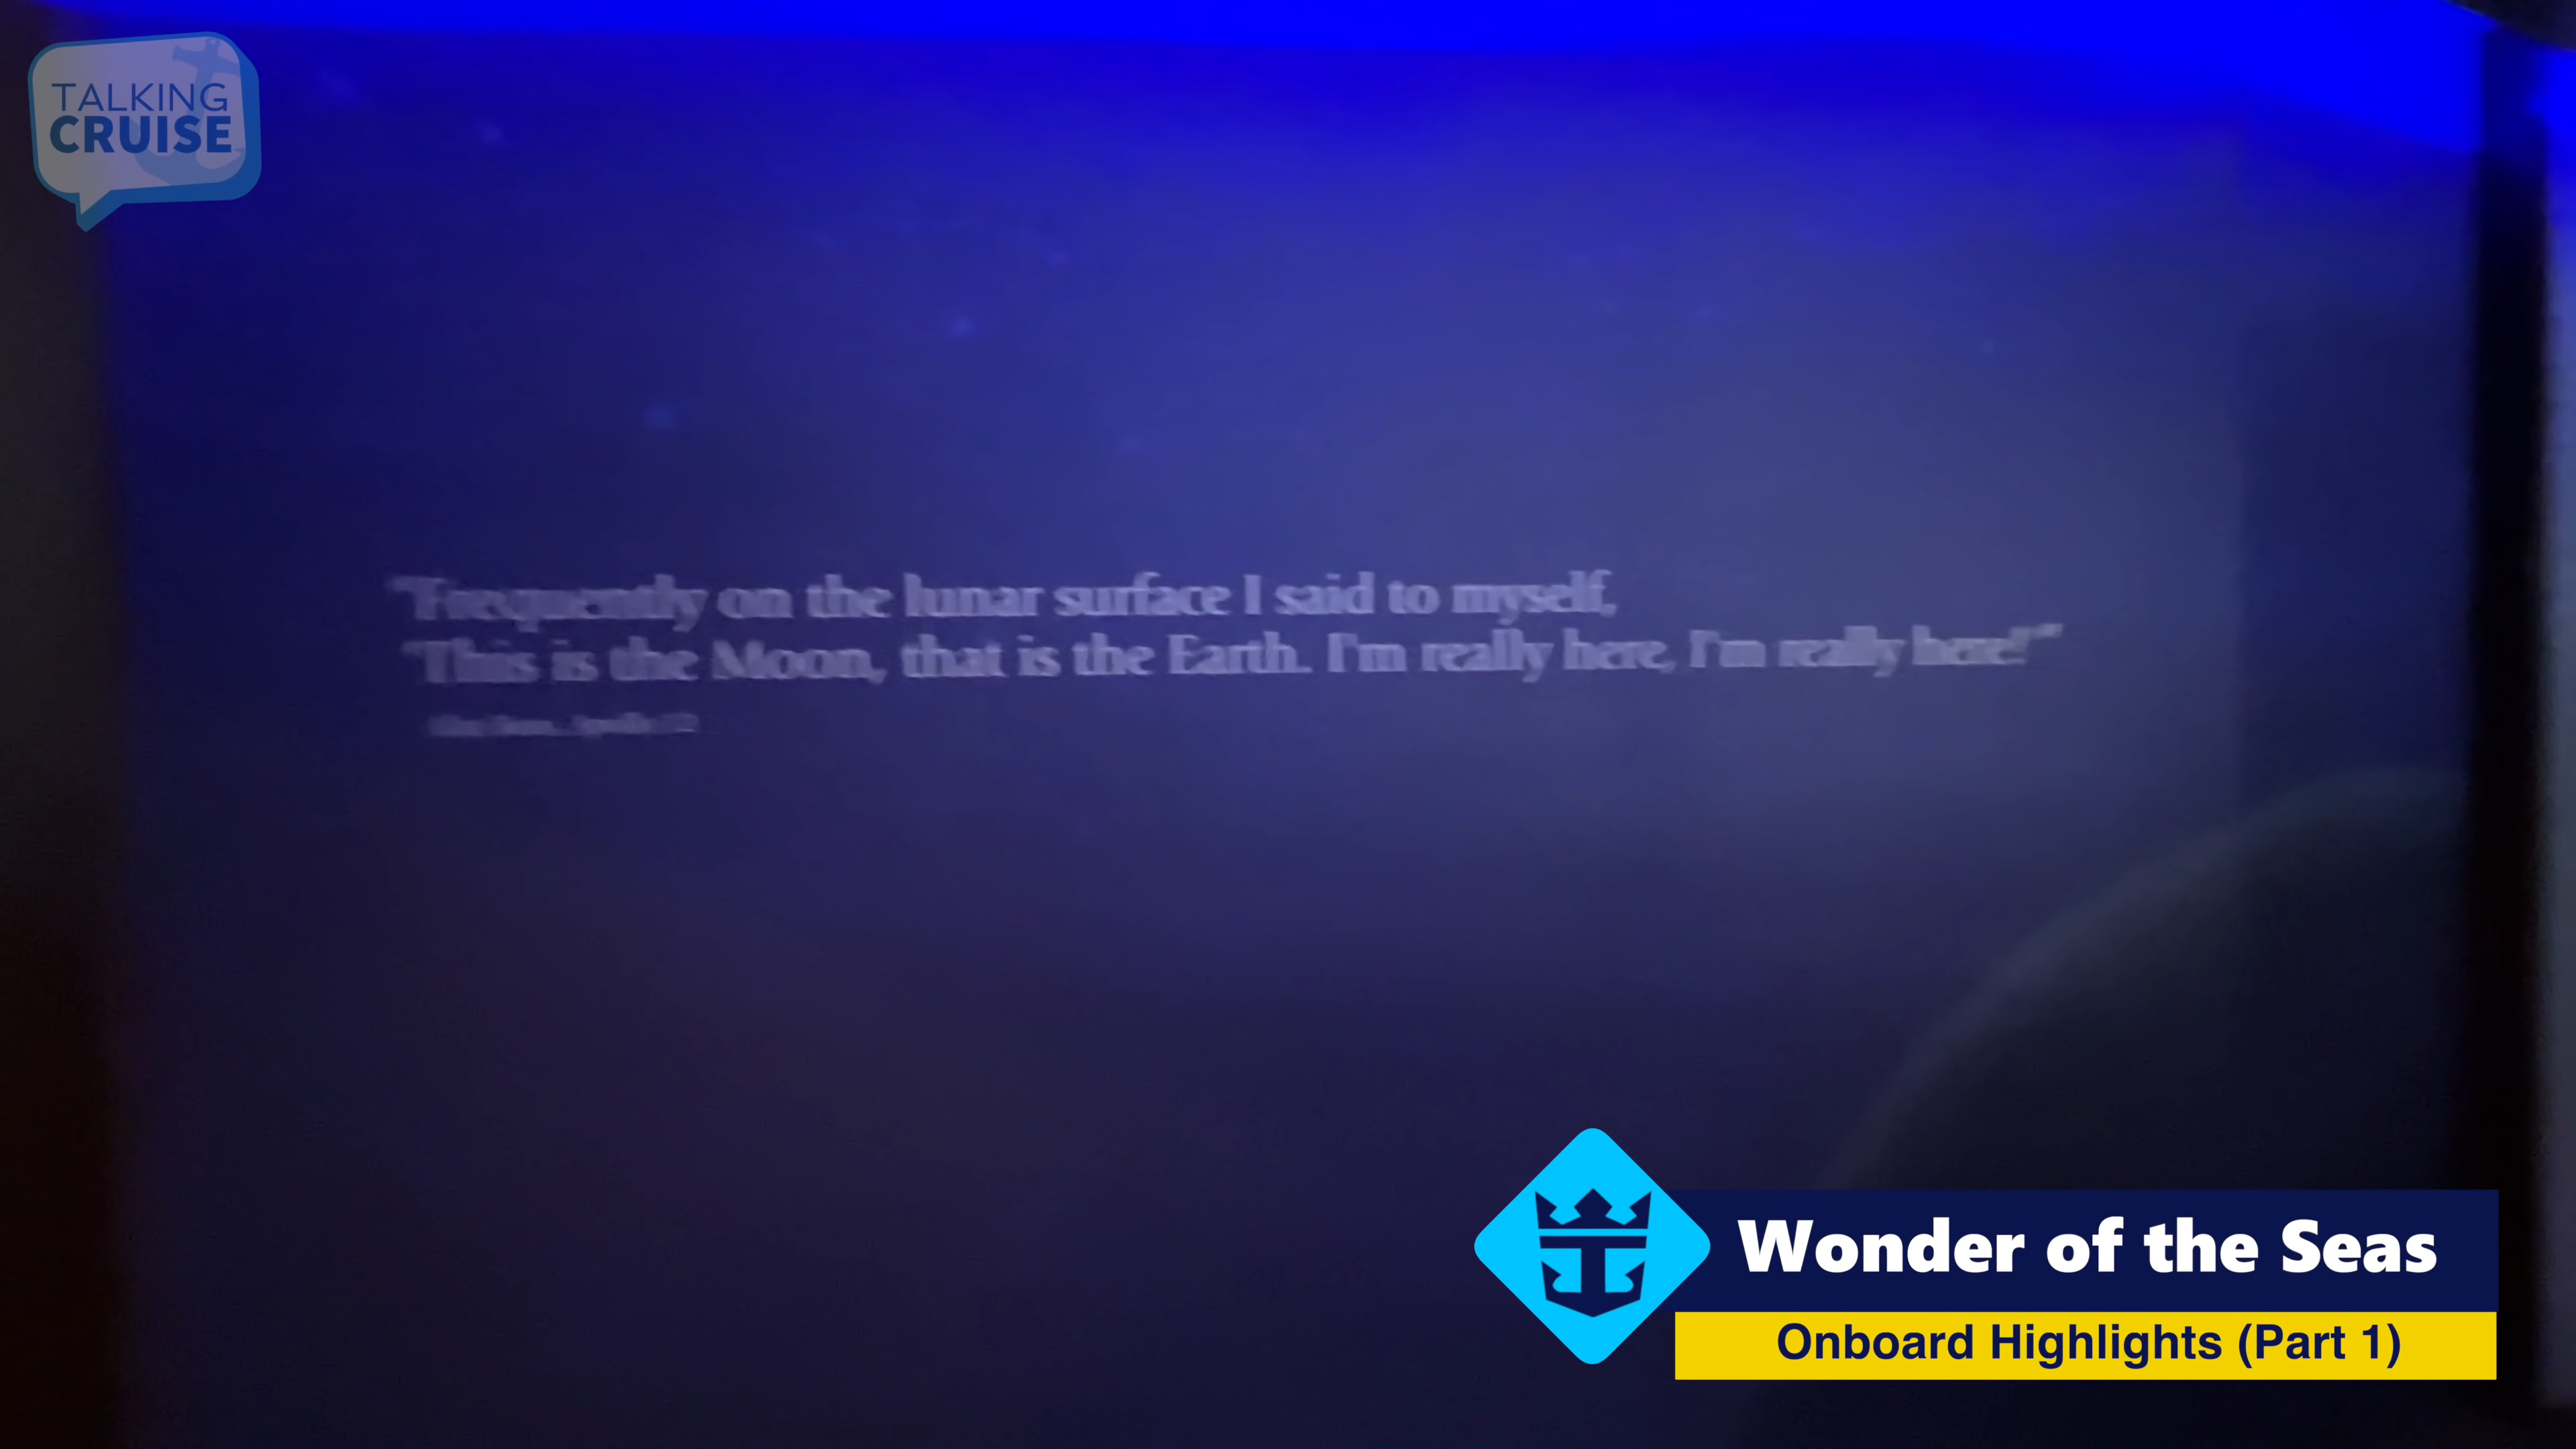 TALKING
CRUISE
"Frequently on the lunar surface I said to myself,
'This is the Moon, that is the Earth. I'm really here, I'm really here!'"
Wonder of the Seas
Onboard Highlights (Part 1)